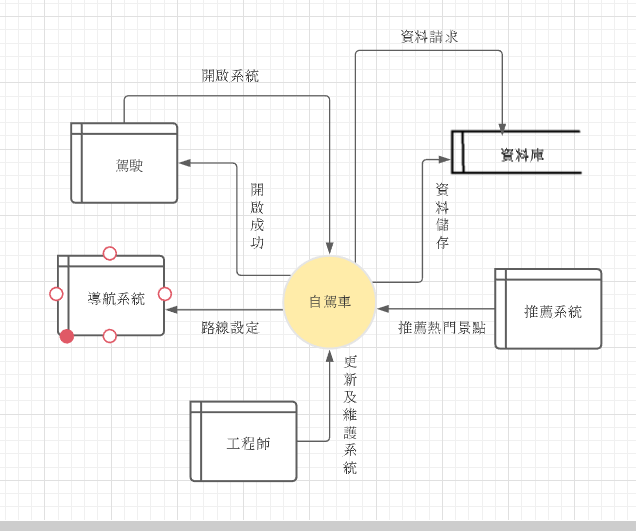 資料請求
開啟系統
資料庫
駕駛
開啟成功
資料儲存
導航系統
自駕車
推薦系統
路線設定
推薦熱門景點
更新及維護系統
工程師